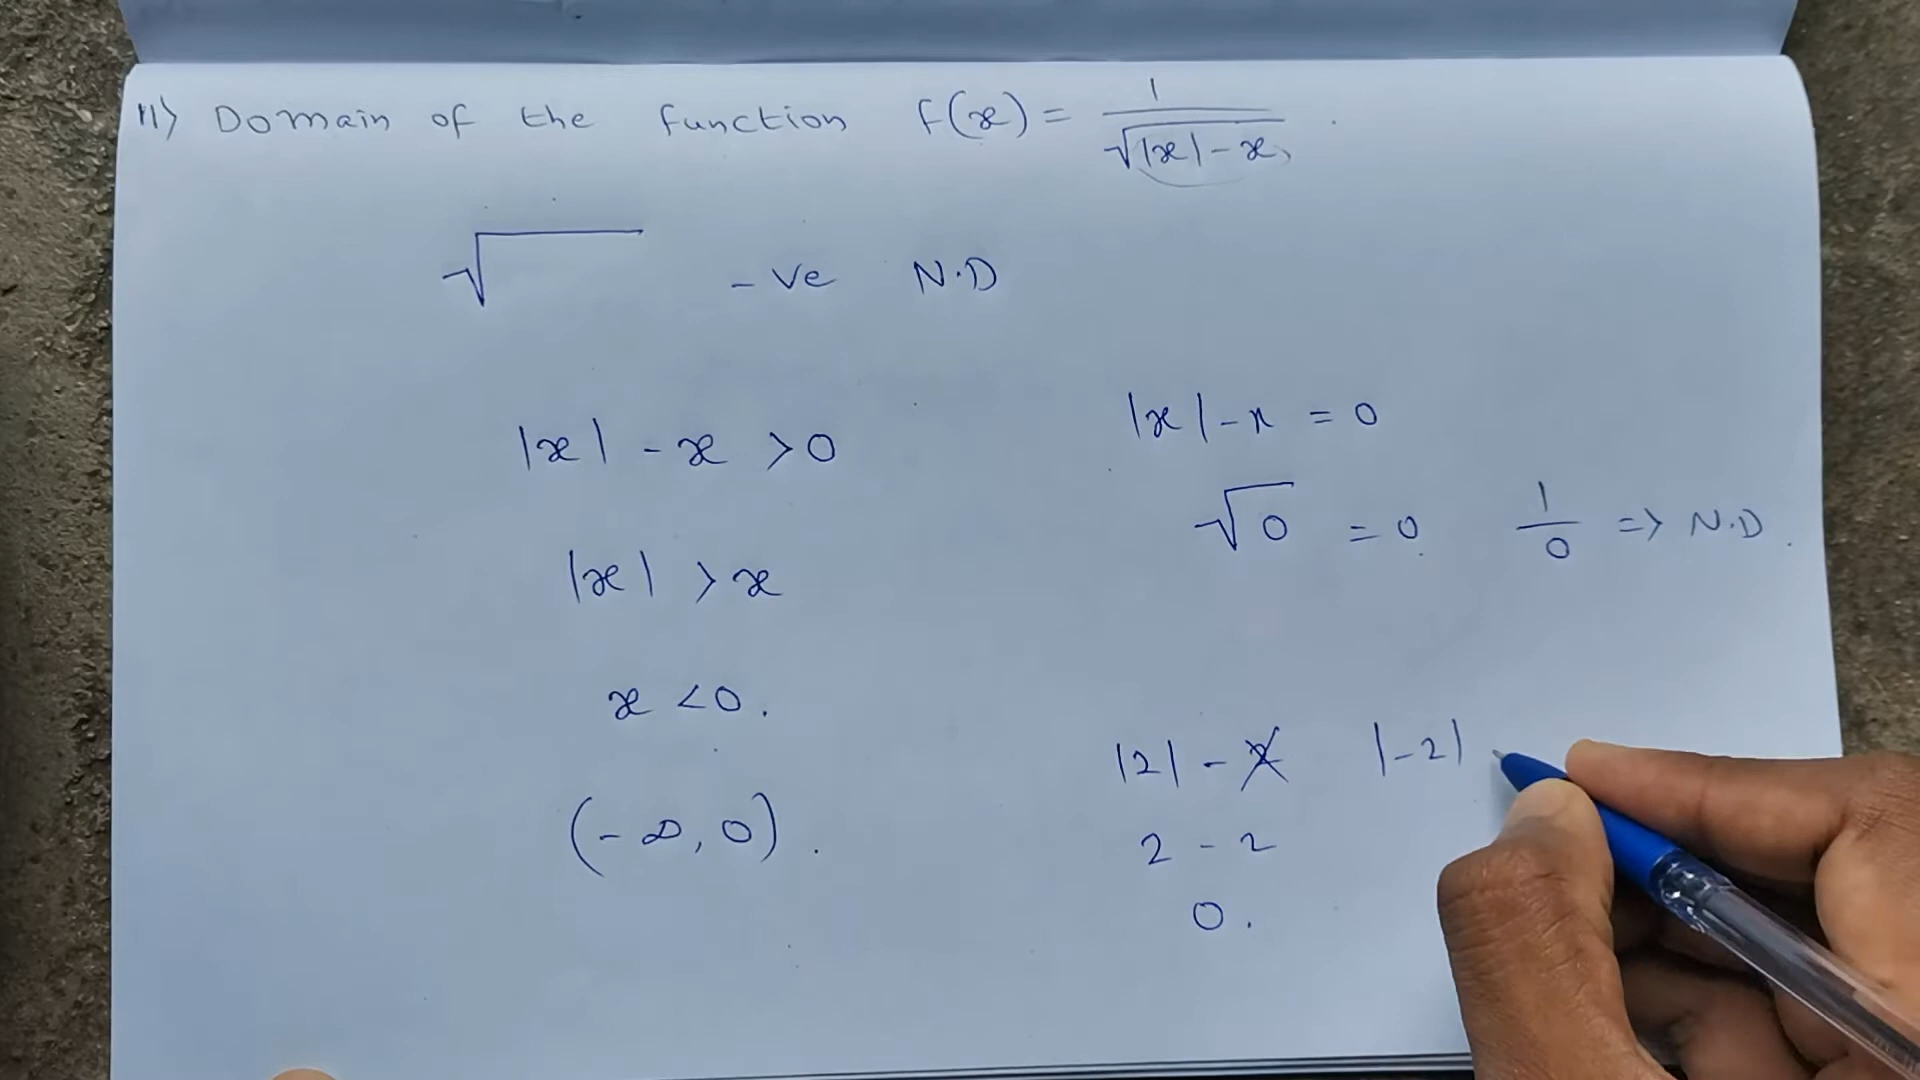 11) Domain of the function f(x) = 1/√(|x| - x) .
√ - ve N.D
|x| - x > 0
|x| > x
x < 0 .
(-∞, 0) .
|x| - x = 0
√0 = 0 1/0 => N.D .
|2| - 2 |-2|
2 - 2
0 .